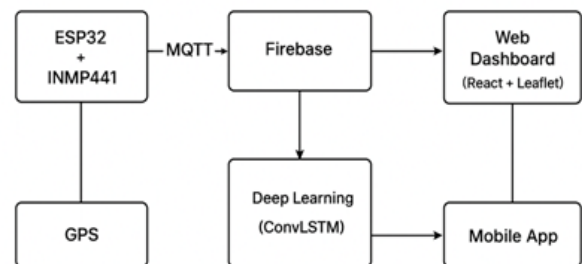 ESP32
+
INMP441
MQTT
Firebase
Web
Dashboard
(React + Leaflet)
Deep Learning
(ConvLSTM)
GPS
Mobile App